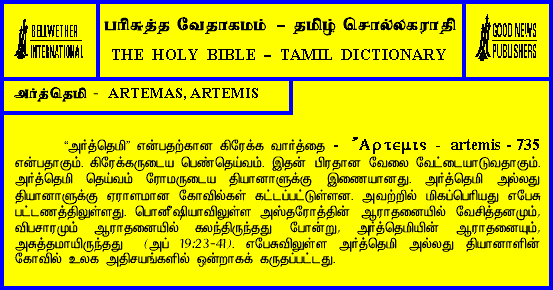 BELLWETHER
INTERNATIONAL
பரிசுத்த வேதாகமம் – தமிழ் சொல்லகராதி
THE HOLY BIBLE – TAMIL DICTIONARY
GOOD NEWS
PUBLISHERS
அர்த்தெமி - ARTEMAS, ARTEMIS
“அர்த்தெமி” என்பதற்கான கிரேக்க வார்த்தை - Ἄρτεμις - artemis - 735
என்பதாகும். கிரேக்கருடைய பெண்தெய்வம். இதன் பிரதான வேலை வேட்டையாடுவதாகும்.
அர்த்தெமி தெய்வம் ரோமருடைய தியானாளுக்கு இணையானது. அர்த்தெமி அல்லது
தியானாளுக்கு ஏராளமான கோவில்கள் கட்டப்பட்டுள்ளன. அவற்றில் மிகப்பெரியது எபேசு
பட்டணத்திலுள்ளது. பொனீஷியாவிலுள்ள அஸ்தரோத்தின் ஆராதனையில் வேசித்தனமும்,
விபசாரமும் ஆராதனையில் கலந்திருந்தது போன்று, அர்த்தெமியின் ஆராதனையும்,
அசுத்தமாயிருந்தது (அப் 19:23-41). எபேசுவிலுள்ள அர்த்தெமி அல்லது தியானாளின்
கோவில் உலக அதிசயங்களில் ஒன்றாகக் கருதப்பட்டது.